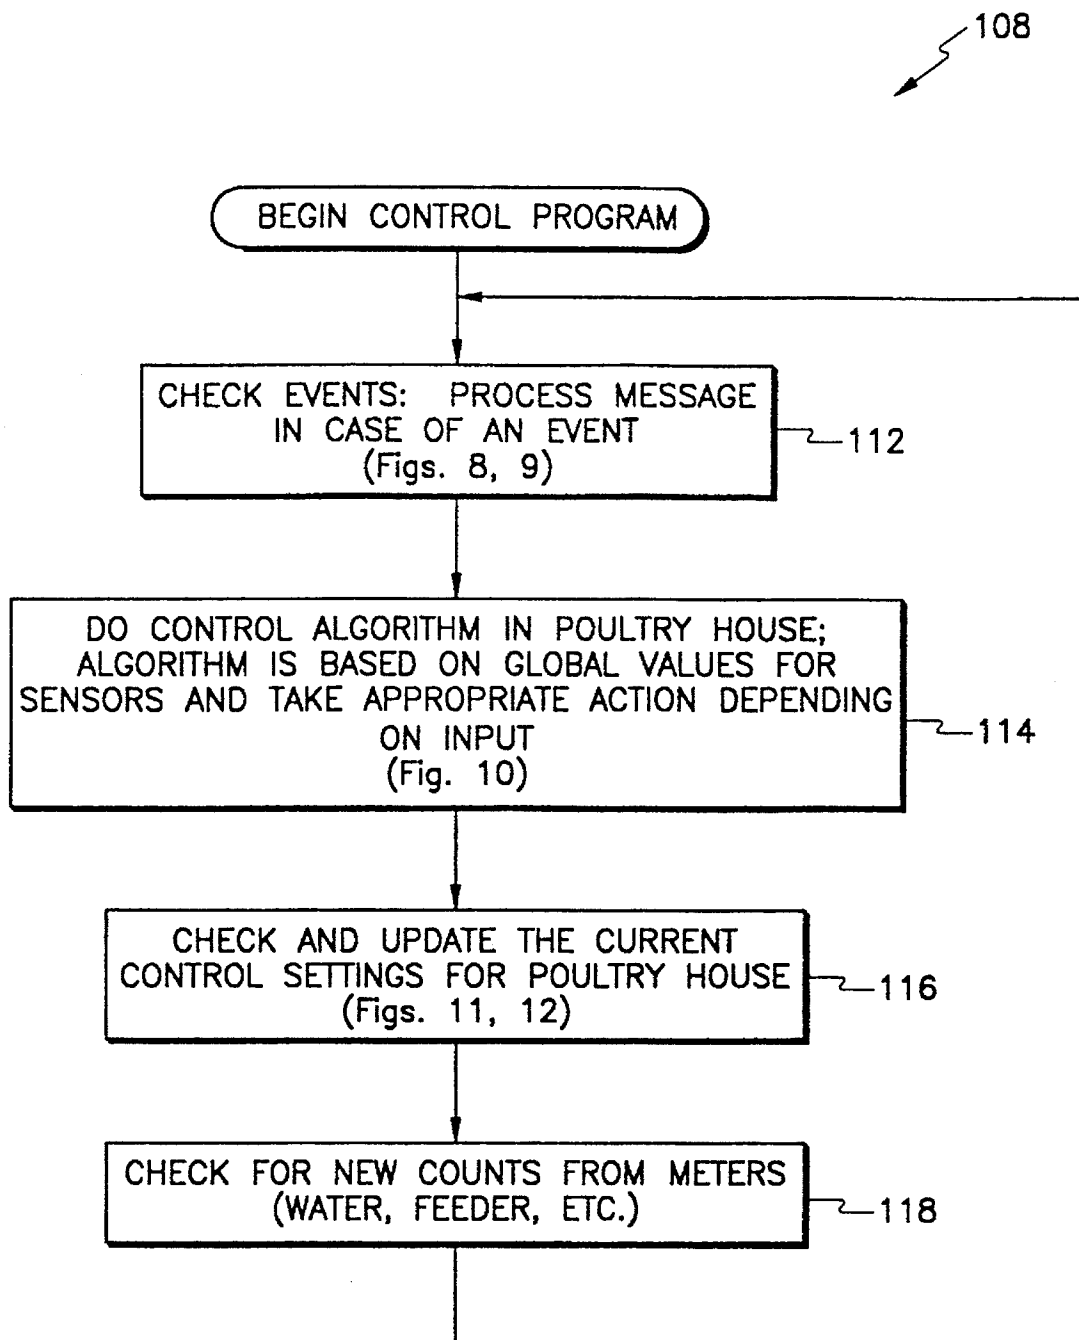 108
BEGIN CONTROL PROGRAM
CHECK EVENTS: PROCESS MESSAGE
IN CASE OF AN EVENT
(Figs. 8, 9)
112
DO CONTROL ALGORITHM IN POULTRY HOUSE;
ALGORITHM IS BASED ON GLOBAL VALUES FOR
SENSORS AND TAKE APPROPRIATE ACTION DEPENDING
ON INPUT
(Fig. 10)
114
CHECK AND UPDATE THE CURRENT
CONTROL SETTINGS FOR POULTRY HOUSE
(Figs. 11, 12)
116
CHECK FOR NEW COUNTS FROM METERS
(WATER, FEEDER, ETC.)
118